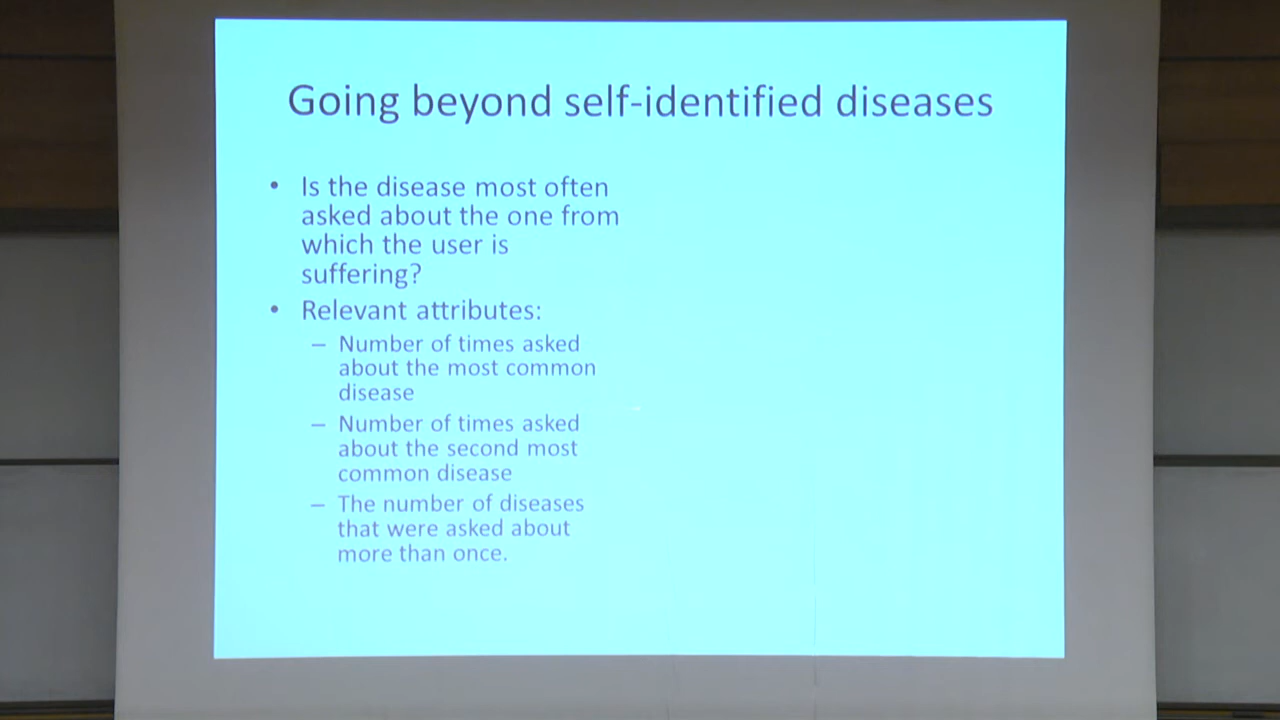 Going beyond self-identified diseases
• Is the disease most often
asked about the one from
which the user is
suffering?
• Relevant attributes:
– Number of times asked
about the most common
disease
– Number of times asked
about the second most
common disease
– The number of diseases
that were asked about
more than once.